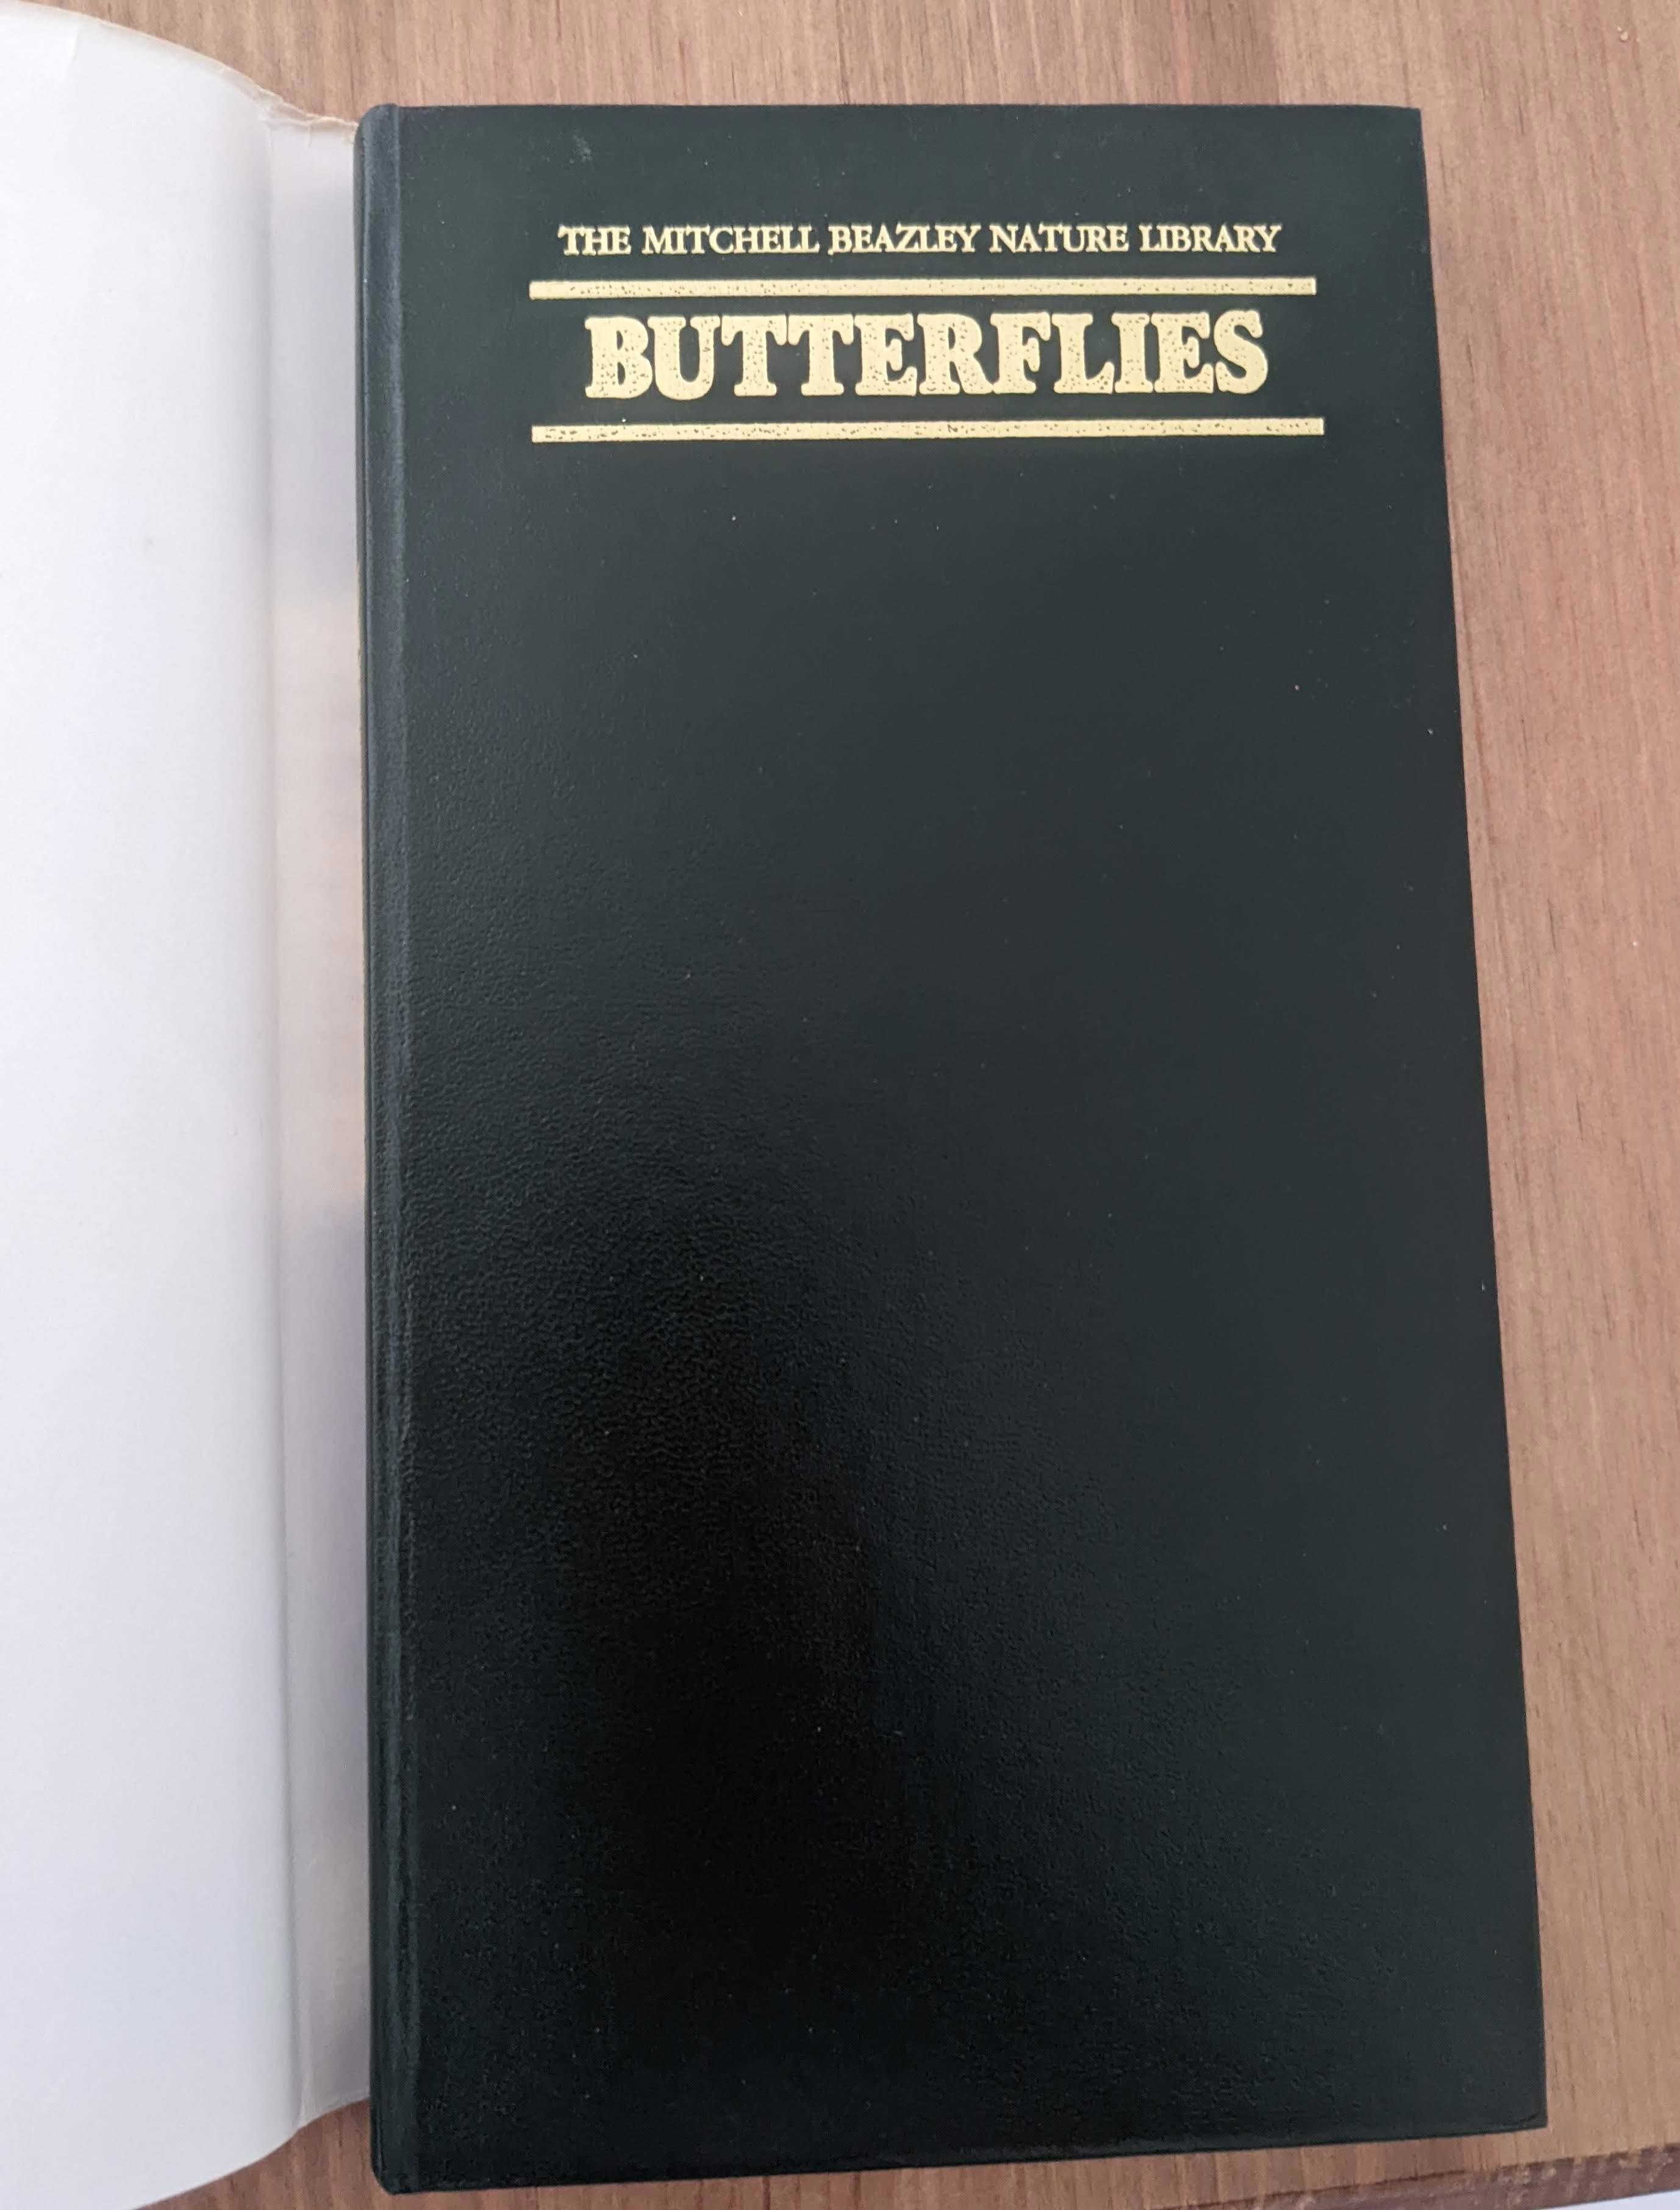 THE MITCHELL BEAZLEY NATURE LIBRARY
BUTTERFLIES